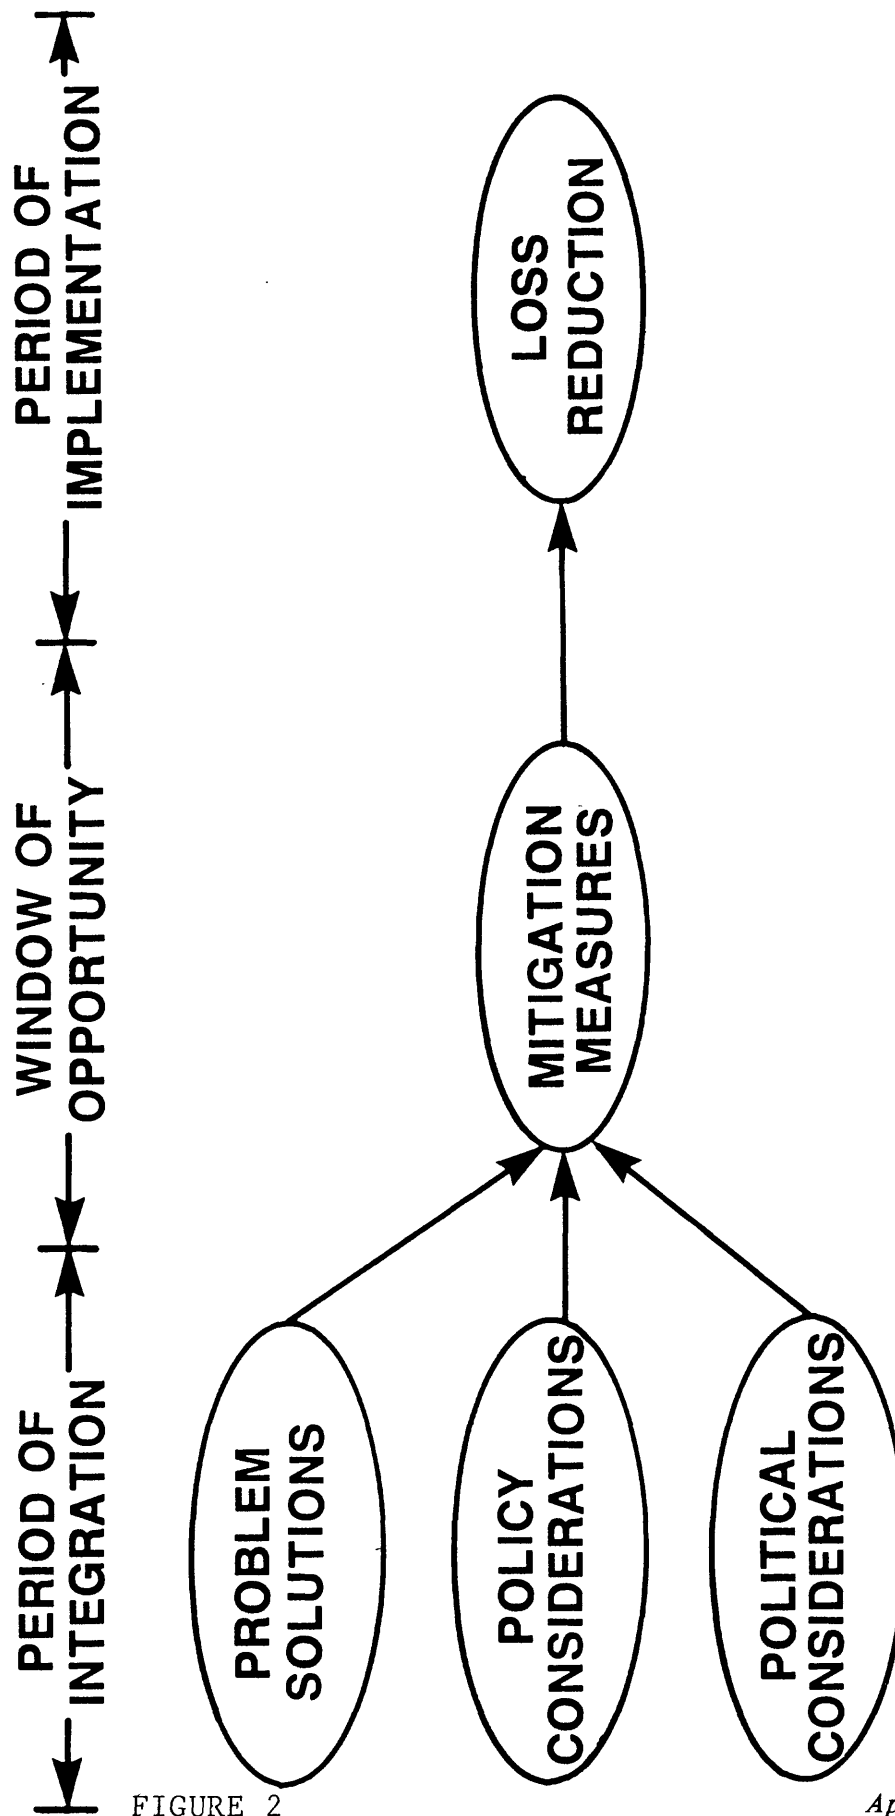 PERIOD OF
INTEGRATION
WINDOW OF
OPPORTUNITY
PERIOD OF
IMPLEMENTATION
PROBLEM
SOLUTIONS
POLICY
CONSIDERATIONS
POLITICAL
CONSIDERATIONS
MITIGATION
MEASURES
LOSS
REDUCTION
FIGURE 2